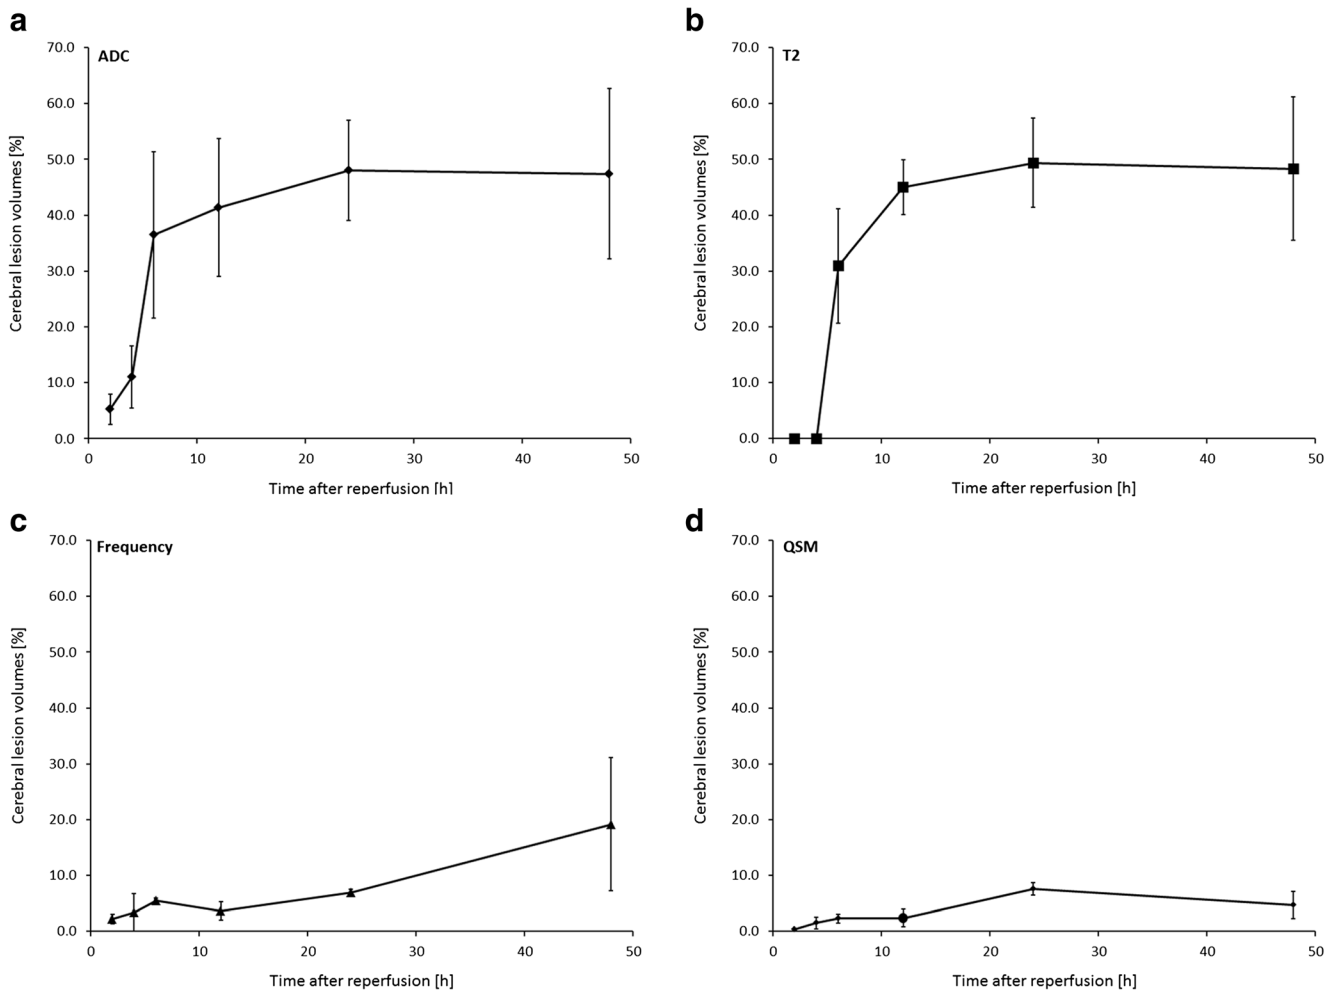 a
ADC
70.0
60.0
50.0
40.0
30.0
20.0
10.0
0.0
Cerebral lesion volumes [%]
0 10 20 30 40 50
Time after reperfusion [h]
b
T2
70.0
60.0
50.0
40.0
30.0
20.0
10.0
0.0
Cerebral lesion volumes [%]
0 10 20 30 40 50
Time after reperfusion [h]
c
Frequency
70.0
60.0
50.0
40.0
30.0
20.0
10.0
0.0
Cerebral lesion volumes [%]
0 10 20 30 40 50
Time after reperfusion [h]
d
QSM
70.0
60.0
50.0
40.0
30.0
20.0
10.0
0.0
Cerebral lesion volumes [%]
0 10 20 30 40 50
Time after reperfusion [h]